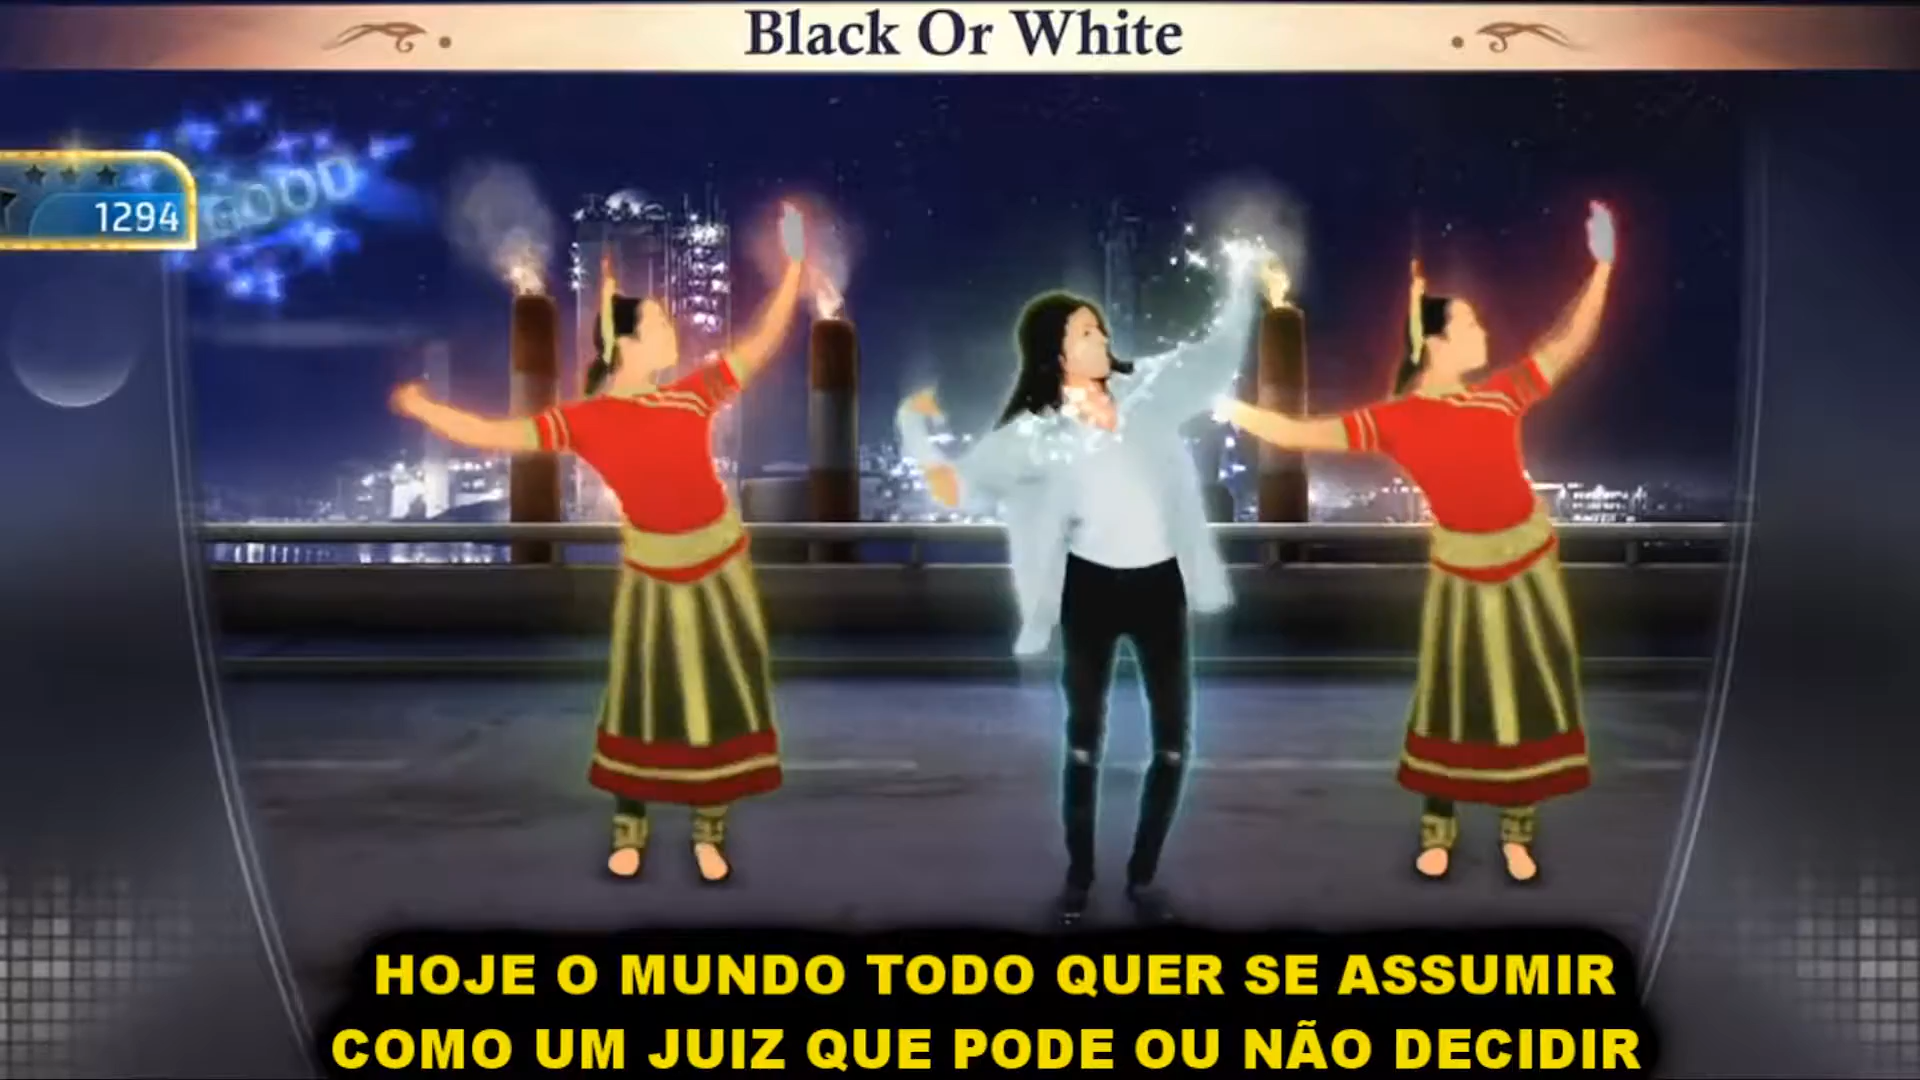 Black Or White
1294
GOOD
HOJE O MUNDO TODO QUER SE ASSUMIR
COMO UM JUIZ QUE PODE OU NÃO DECIDIR